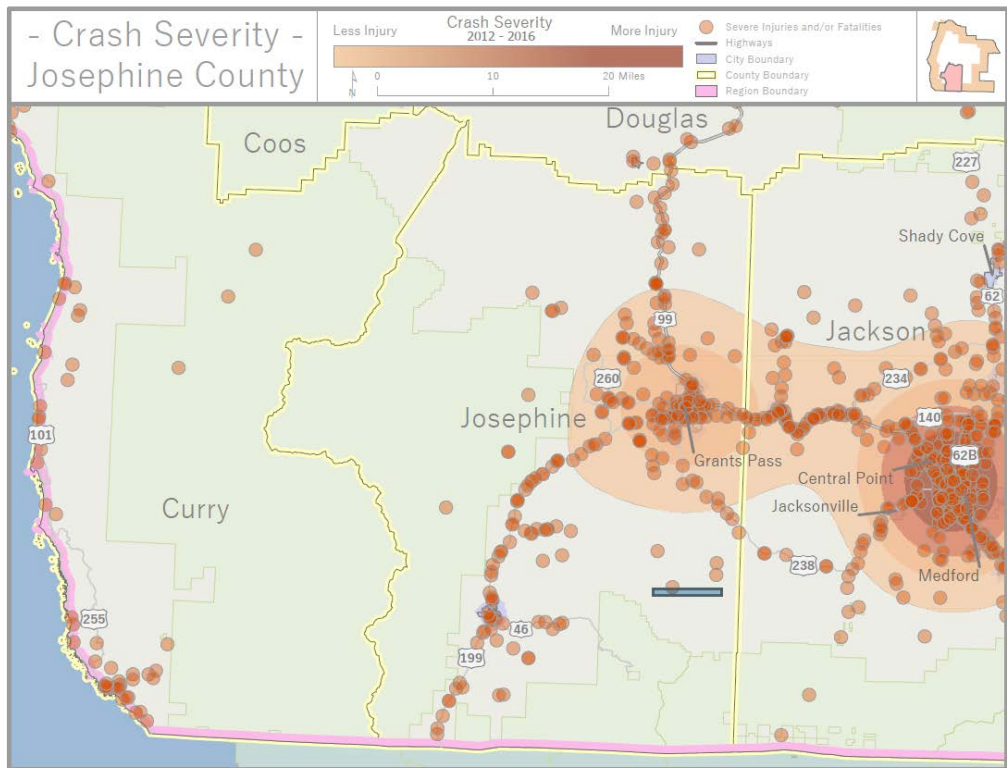 - Crash Severity -
Josephine County
Less Injury
Crash Severity
2012 - 2016
More Injury
N
0
10
20 Miles
Severe Injuries and/or Fatalities
Highways
City Boundary
County Boundary
Region Boundary
Coos
Douglas
227
Shady Cove
62
99
Jackson
260
234
Josephine
140
101
62B
Grants Pass
Central Point
Jacksonville
Curry
238
Medford
255
46
199